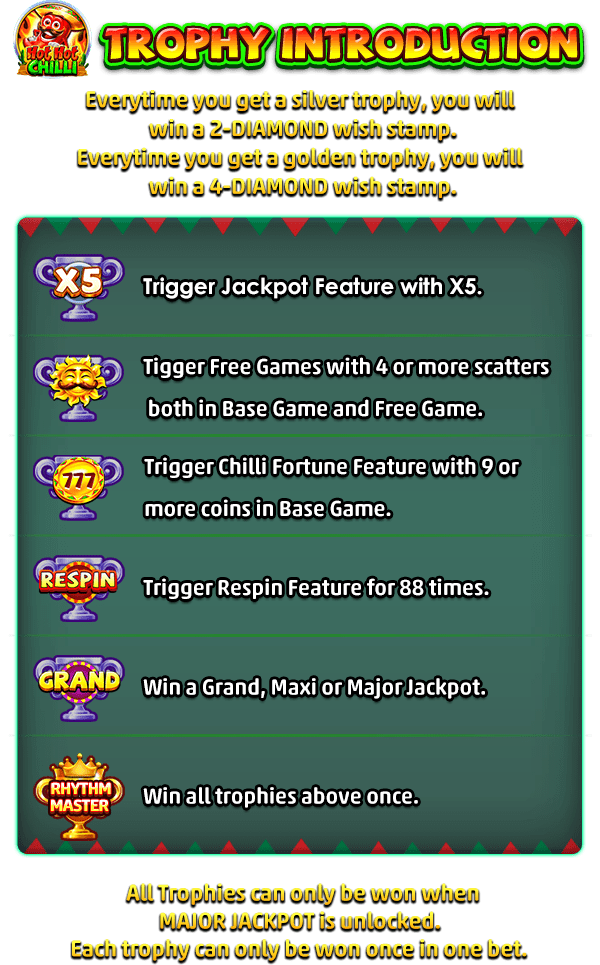 Hot Hot
CHILLI
TROPHY INTRODUCTION
Everytime you get a silver trophy, you will
win a 2-DIAMOND wish stamp.
Everytime you get a golden trophy, you will
win a 4-DIAMOND wish stamp.
X5
Trigger Jackpot Feature with X5.
Tigger Free Games with 4 or more scatters
both in Base Game and Free Game.
777
Trigger Chilli Fortune Feature with 9 or
more coins in Base Game.
RESPIN
Trigger Respin Feature for 88 times.
GRAND
Win a Grand, Maxi or Major Jackpot.
RHYTHM
MASTER
Win all trophies above once.
All Trophies can only be won when
MAJOR JACKPOT is unlocked.
Each trophy can only be won once in one bet.